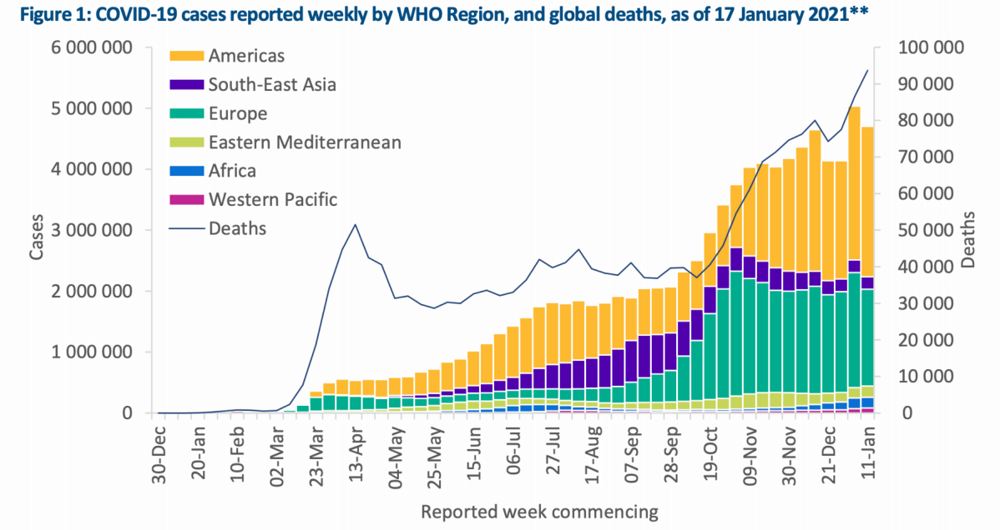 Figure 1: COVID-19 cases reported weekly by WHO Region, and global deaths, as of 17 January 2021**
6 000 000
5 000 000
4 000 000
3 000 000
2 000 000
1 000 000
0
Cases
Americas
South-East Asia
Europe
Eastern Mediterranean
Africa
Western Pacific
Deaths
100 000
90 000
80 000
70 000
60 000
50 000
40 000
30 000
20 000
10 000
0
Deaths
30-Dec
20-Jan
10-Feb
02-Mar
23-Mar
13-Apr
04-May
25-May
15-Jun
06-Jul
27-Jul
17-Aug
07-Sep
28-Sep
19-Oct
09-Nov
30-Nov
21-Dec
11-Jan
Reported week commencing